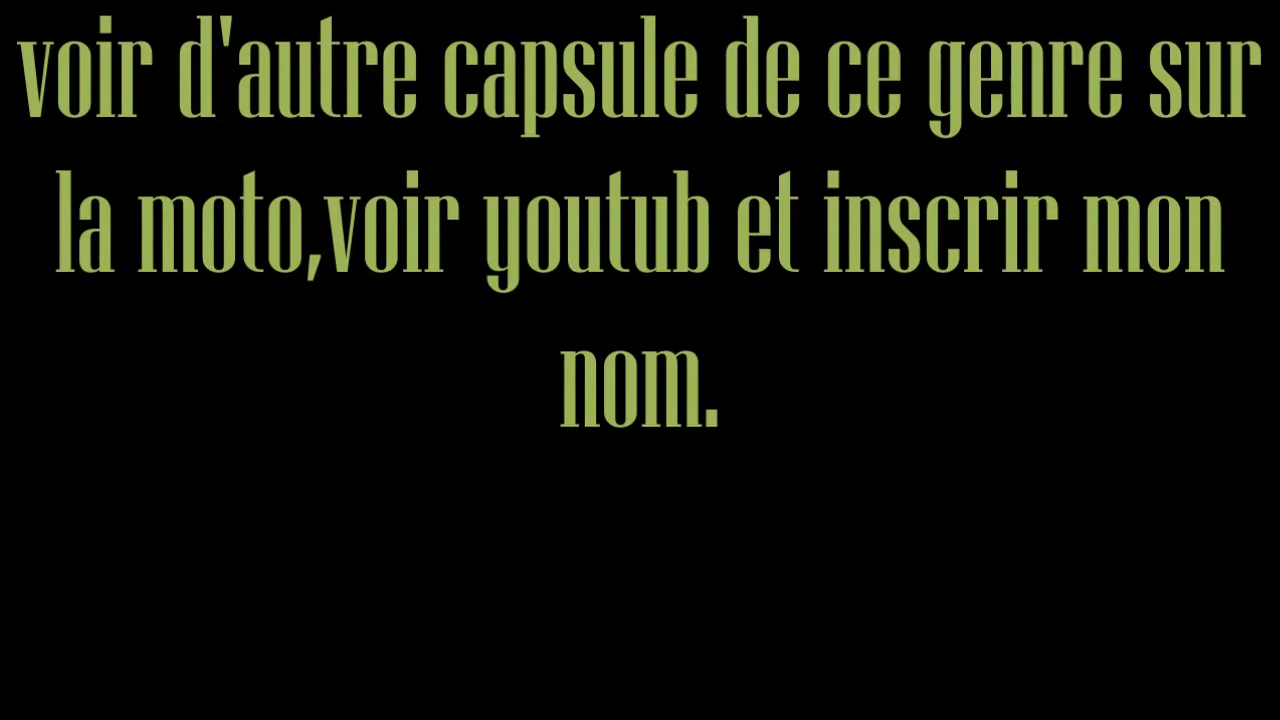 voir d'autre capsule de ce genre sur
la moto,voir youtub et inscrir mon
nom.